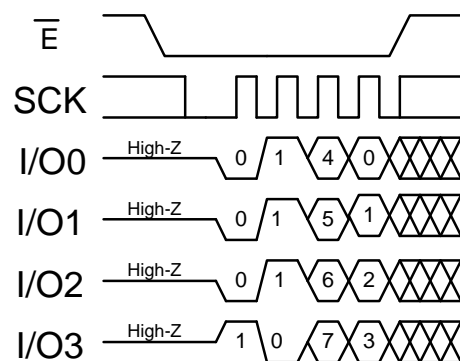 E
SCK
I/O0 High-Z 0 1 4 0
I/O1 High-Z 0 1 5 1
I/O2 High-Z 0 1 6 2
I/O3 High-Z 1 0 7 3